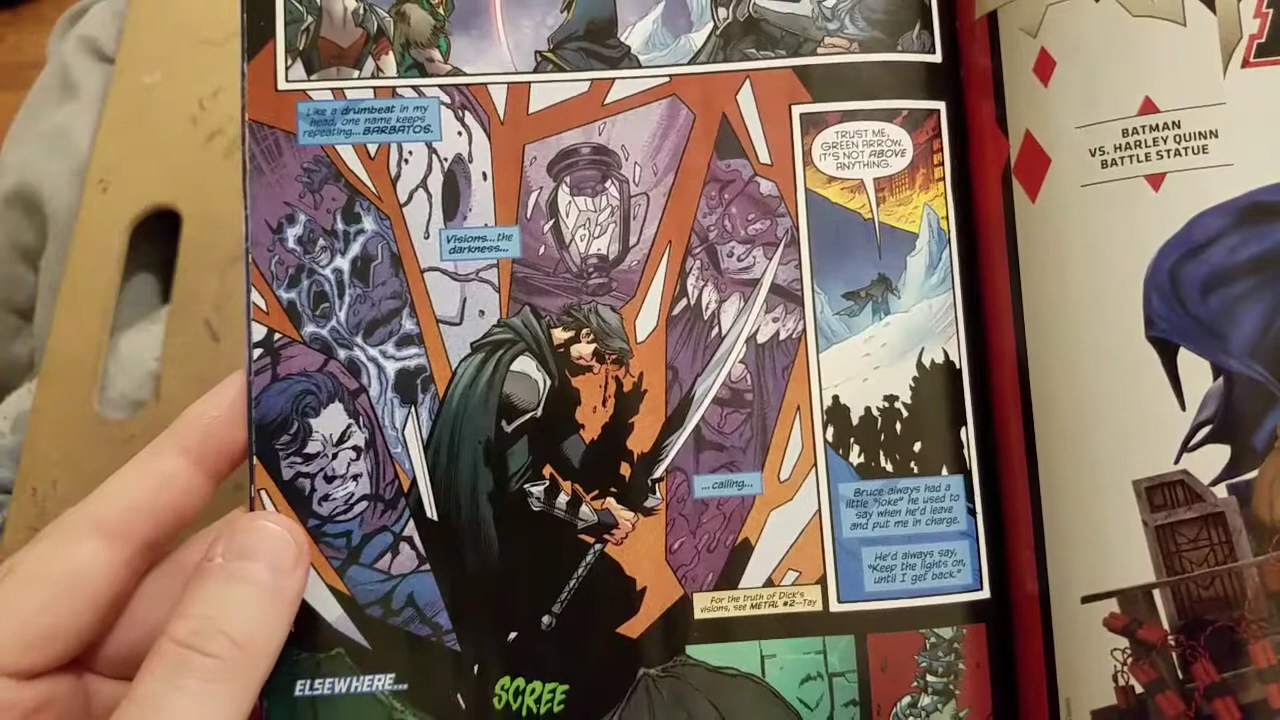 Like a drumbeat in my
head, one name keeps
repeating... BARBATOS.
Visions...the
darkness...
...calling...
TRUST ME,
GREEN ARROW.
IT'S NOT ABOVE
ANYTHING.
Bruce always had a
little "joke" he used to
say when he'd leave
and put me in charge.
He'd always say,
"Keep the lights on,
until I get back."
For the truth of Dick's
visions, see METAL #2--Tay
ELSEWHERE...
SCREE
BATMAN
VS. HARLEY QUINN
BATTLE STATUE